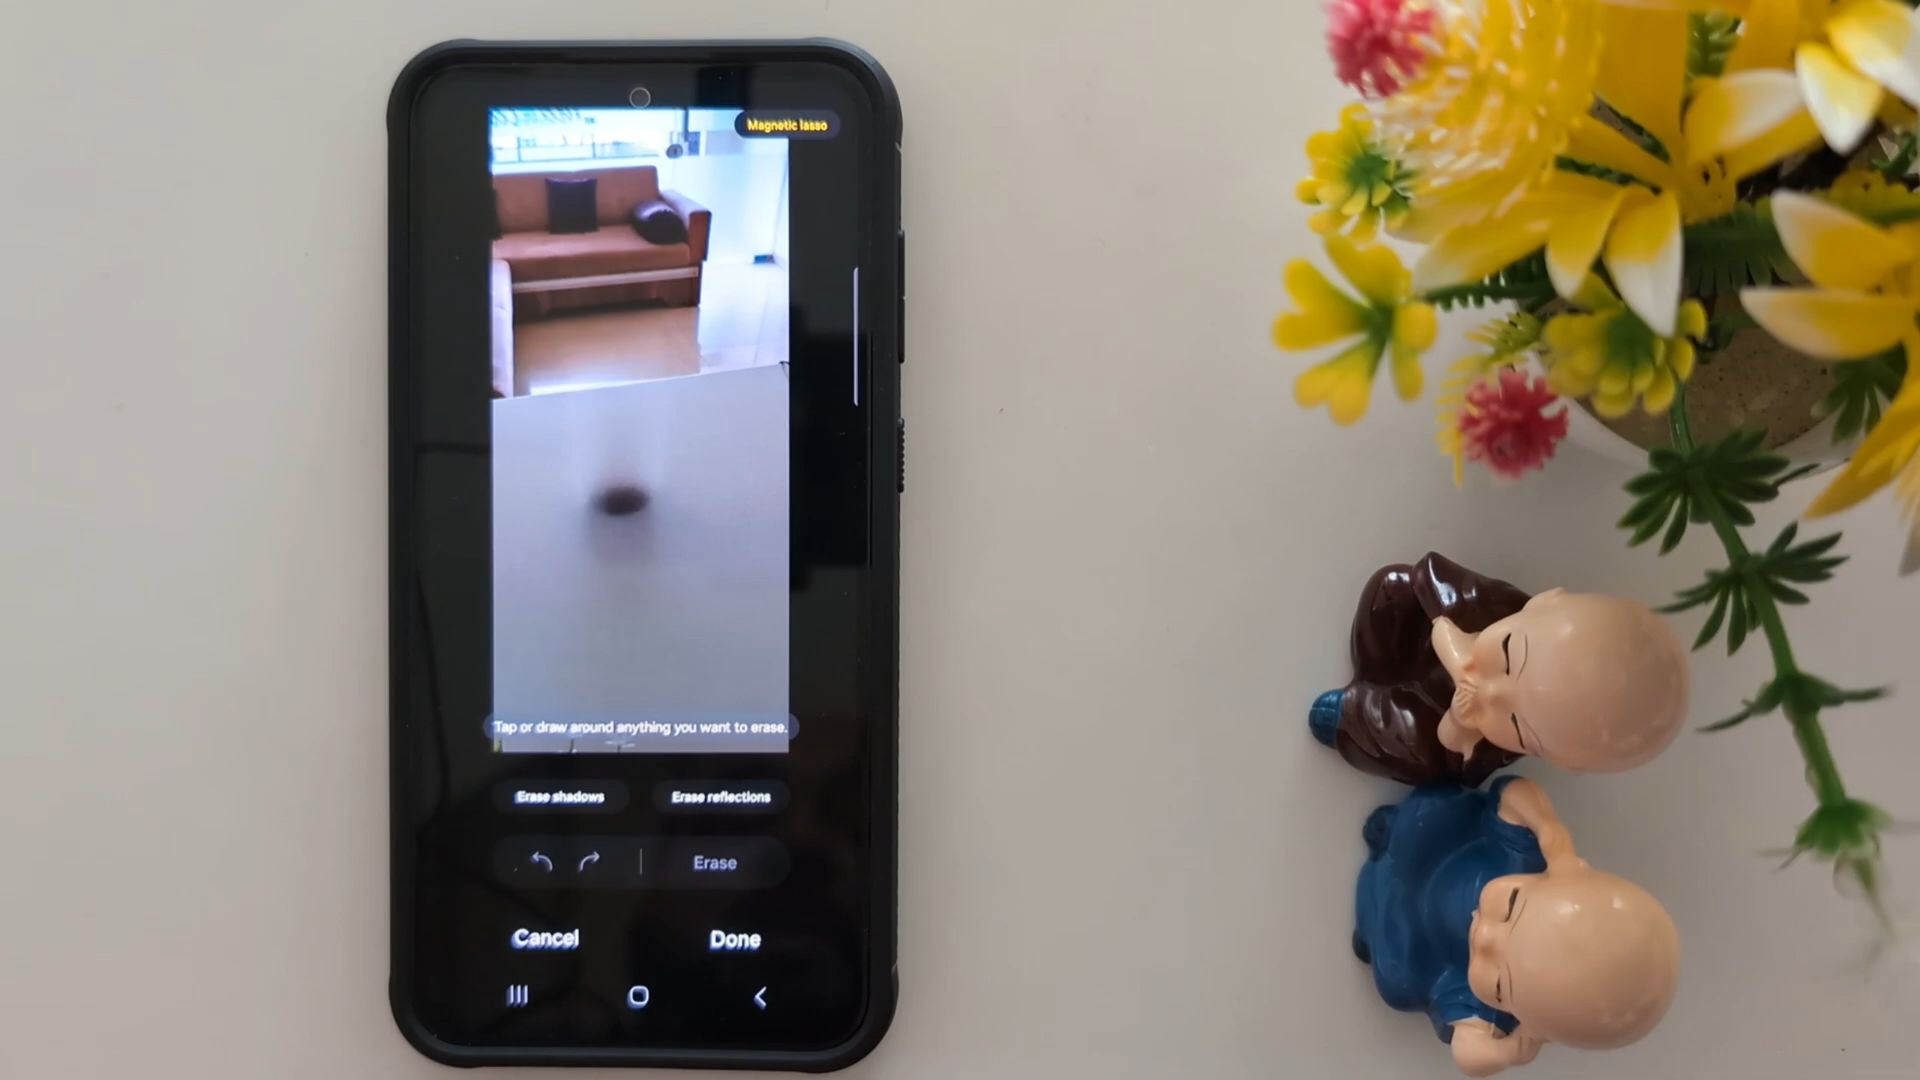 Magnetic lasso
Tap or draw around anything you want to erase.
Erase shadows
Erase reflections
Erase
Cancel
Done